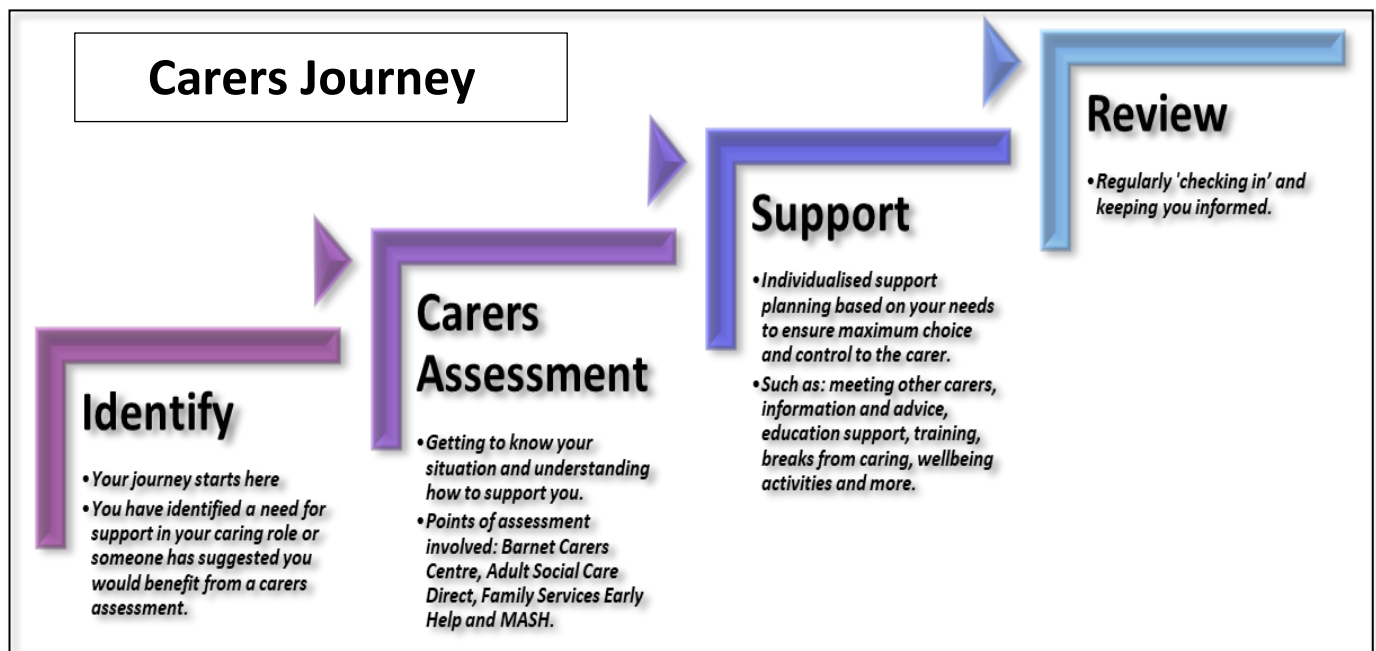 Carers Journey
Identify
•Your journey starts here
•You have identified a need for
support in your caring role or
someone has suggested you
would benefit from a carers
assessment.
Carers
Assessment
•Getting to know your
situation and understanding
how to support you.
•Points of assessment
involved: Barnet Carers
Centre, Adult Social Care
Direct, Family Services Early
Help and MASH.
Support
•Individualised support
planning based on your needs
to ensure maximum choice
and control to the carer.
•Such as: meeting other carers,
information and advice,
education support, training,
breaks from caring, wellbeing
activities and more.
Review
•Regularly 'checking in’ and
keeping you informed.